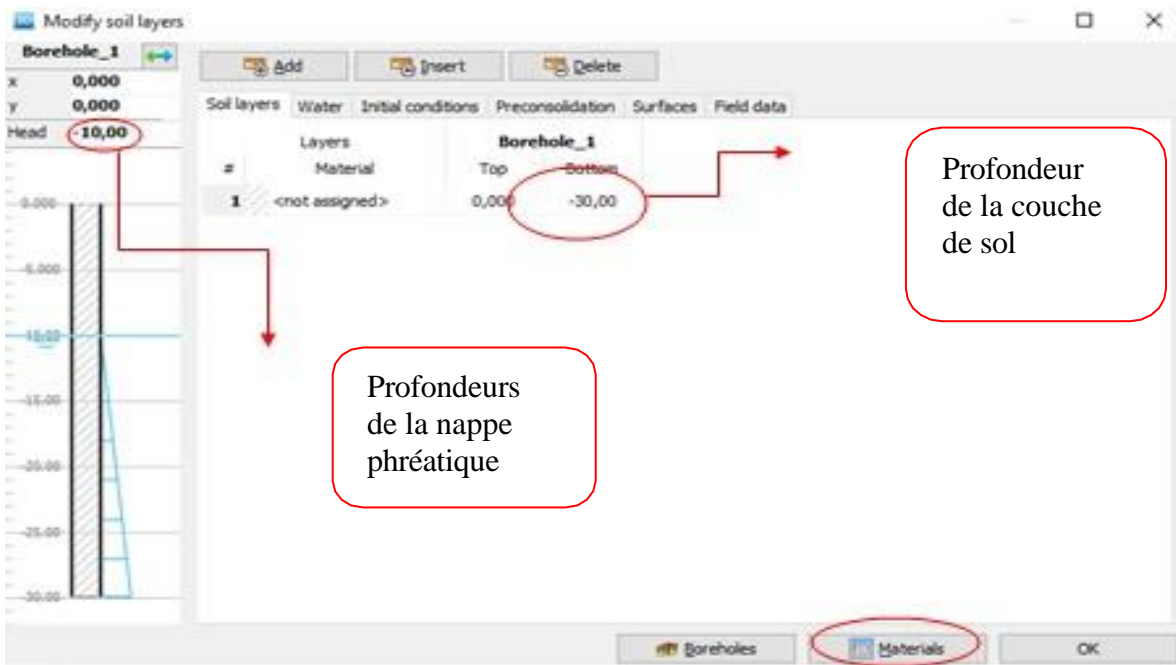 Modify soil layers
Borehole_1
x 0,000
y 0,000
Head -10,00
Add Insert Delete
Soil layers Water Initial conditions Preconsolidation Surfaces Field data
Layers Borehole_1
# Material Top Bottom
1 <not assigned> 0,000 -30,00
0.000
-5.000
-10.00
-15.00
-20.00
-25.00
-30.00
Profondeur
de la couche
de sol
Profondeurs
de la nappe
phréatique
Boreholes Materials OK